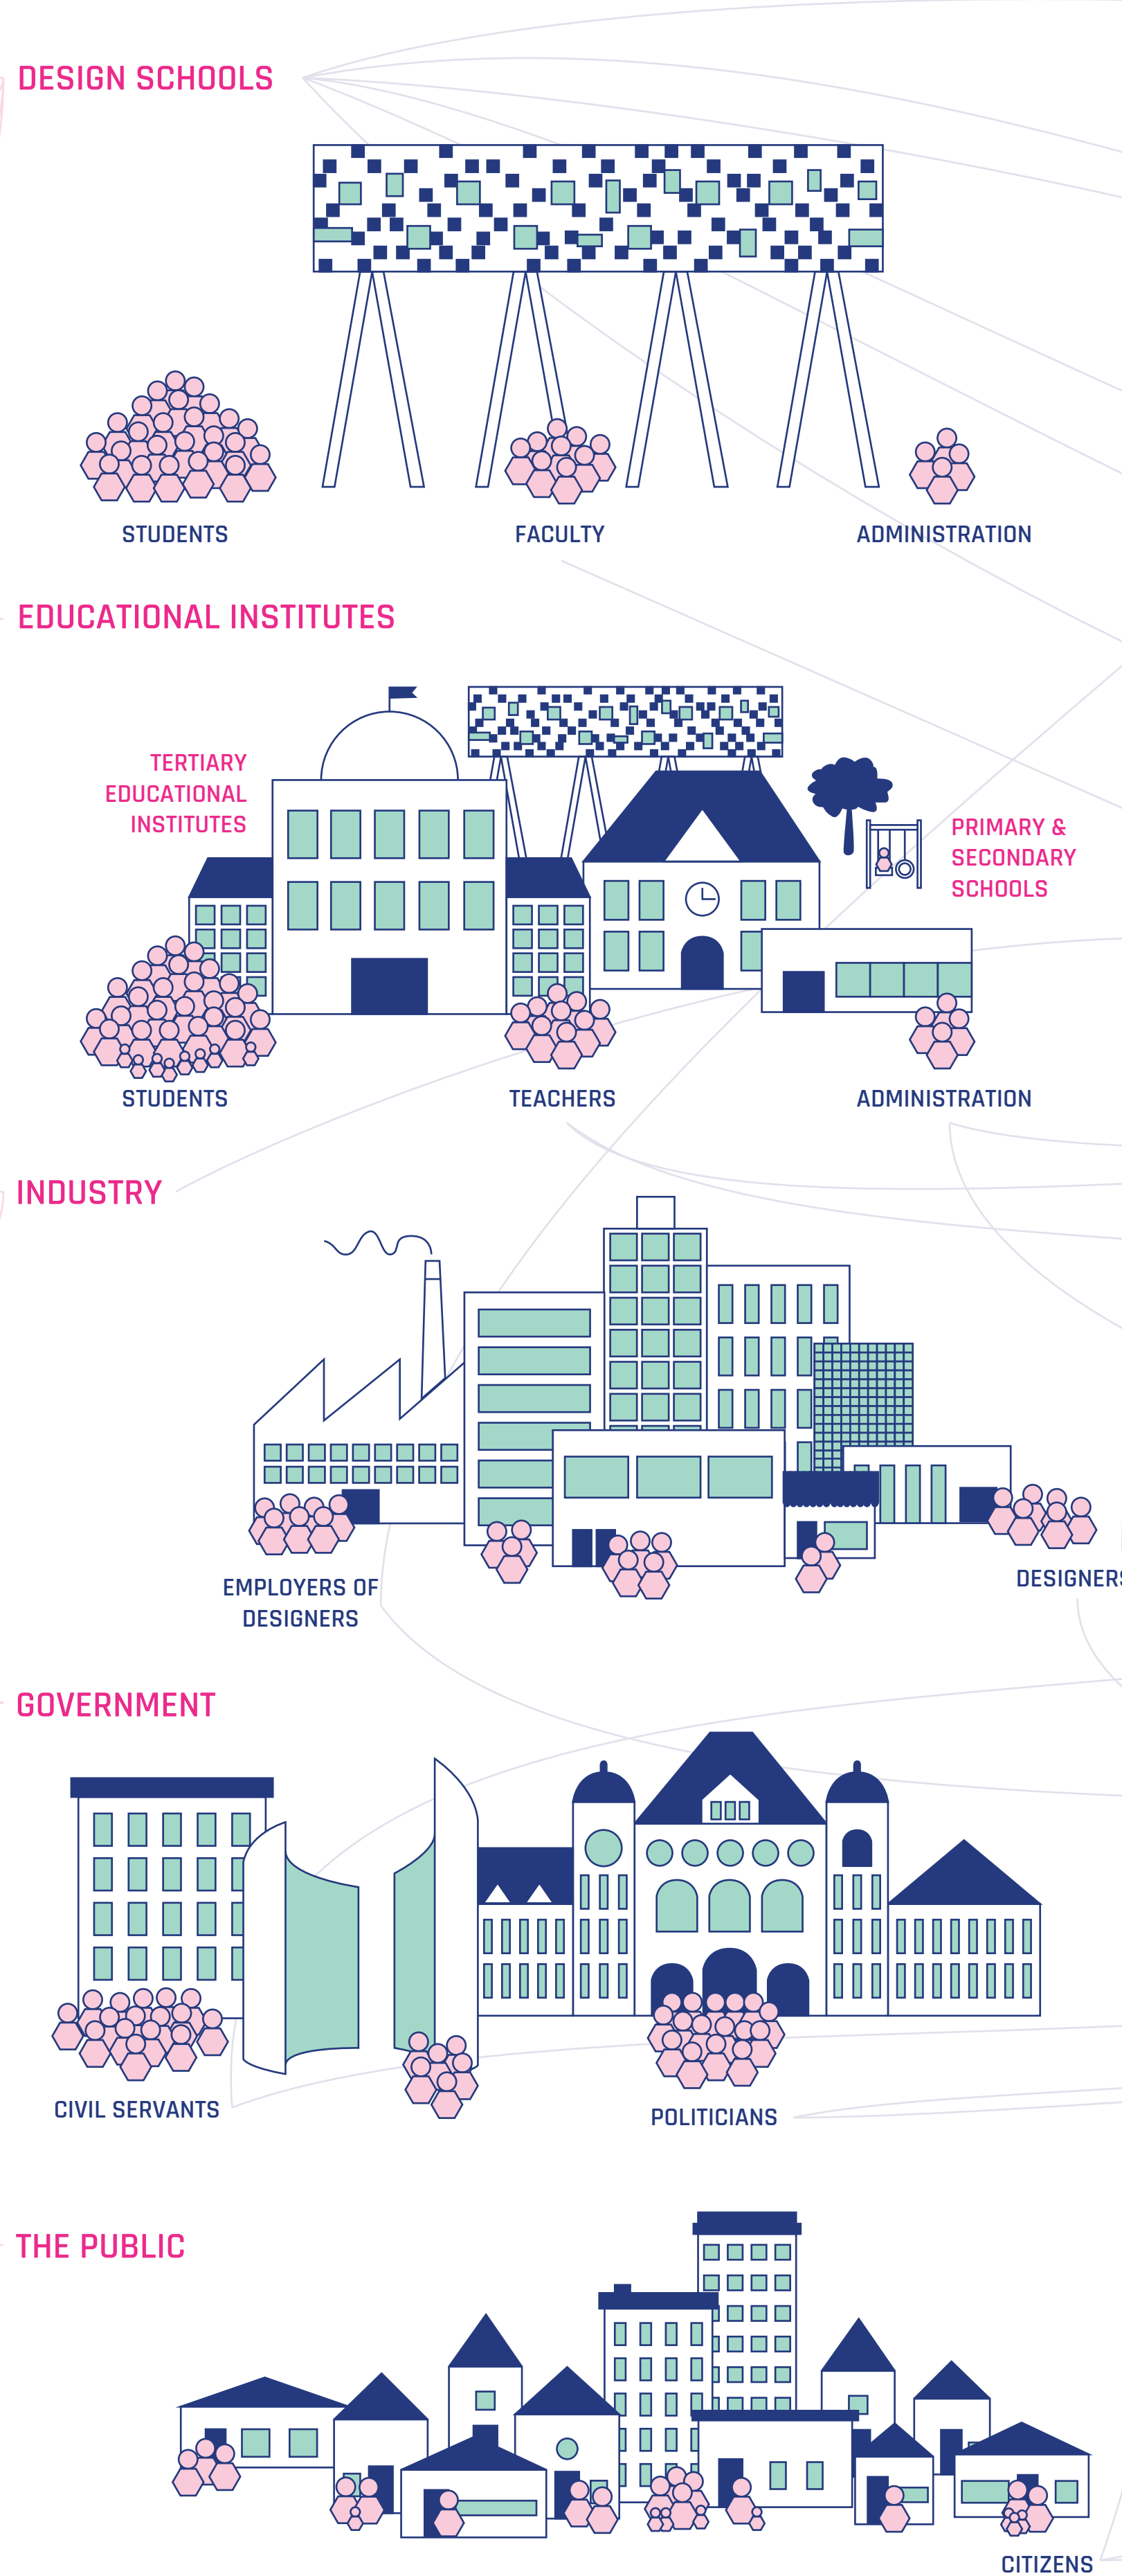 DESIGN SCHOOLS
STUDENTS
FACULTY
ADMINISTRATION
EDUCATIONAL INSTITUTES
TERTIARY
EDUCATIONAL
INSTITUTES
PRIMARY &
SECONDARY
SCHOOLS
STUDENTS
TEACHERS
ADMINISTRATION
INDUSTRY
EMPLOYERS OF
DESIGNERS
DESIGNERS
GOVERNMENT
CIVIL SERVANTS
POLITICIANS
THE PUBLIC
CITIZENS